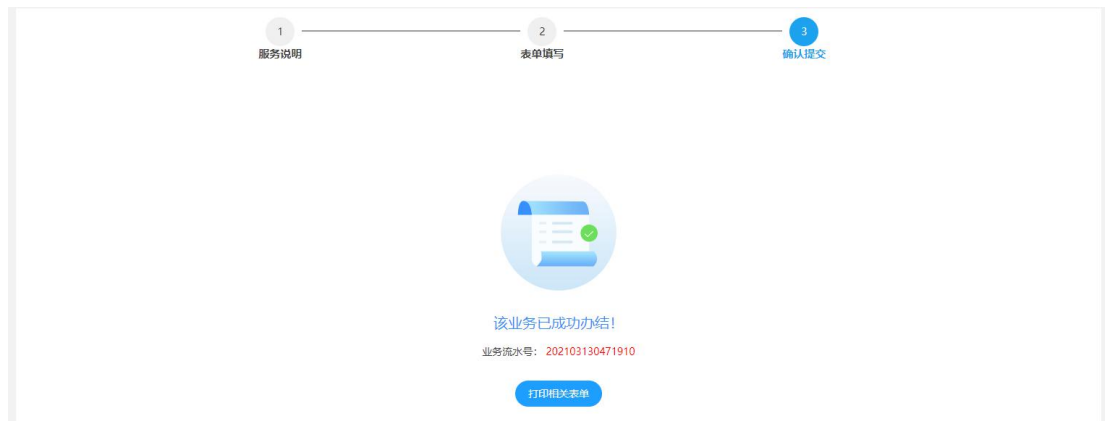 1
2
3
服务说明
表单填写
确认提交
该业务已成功办结！
业务流水号： 202103130471910
打印相关表单